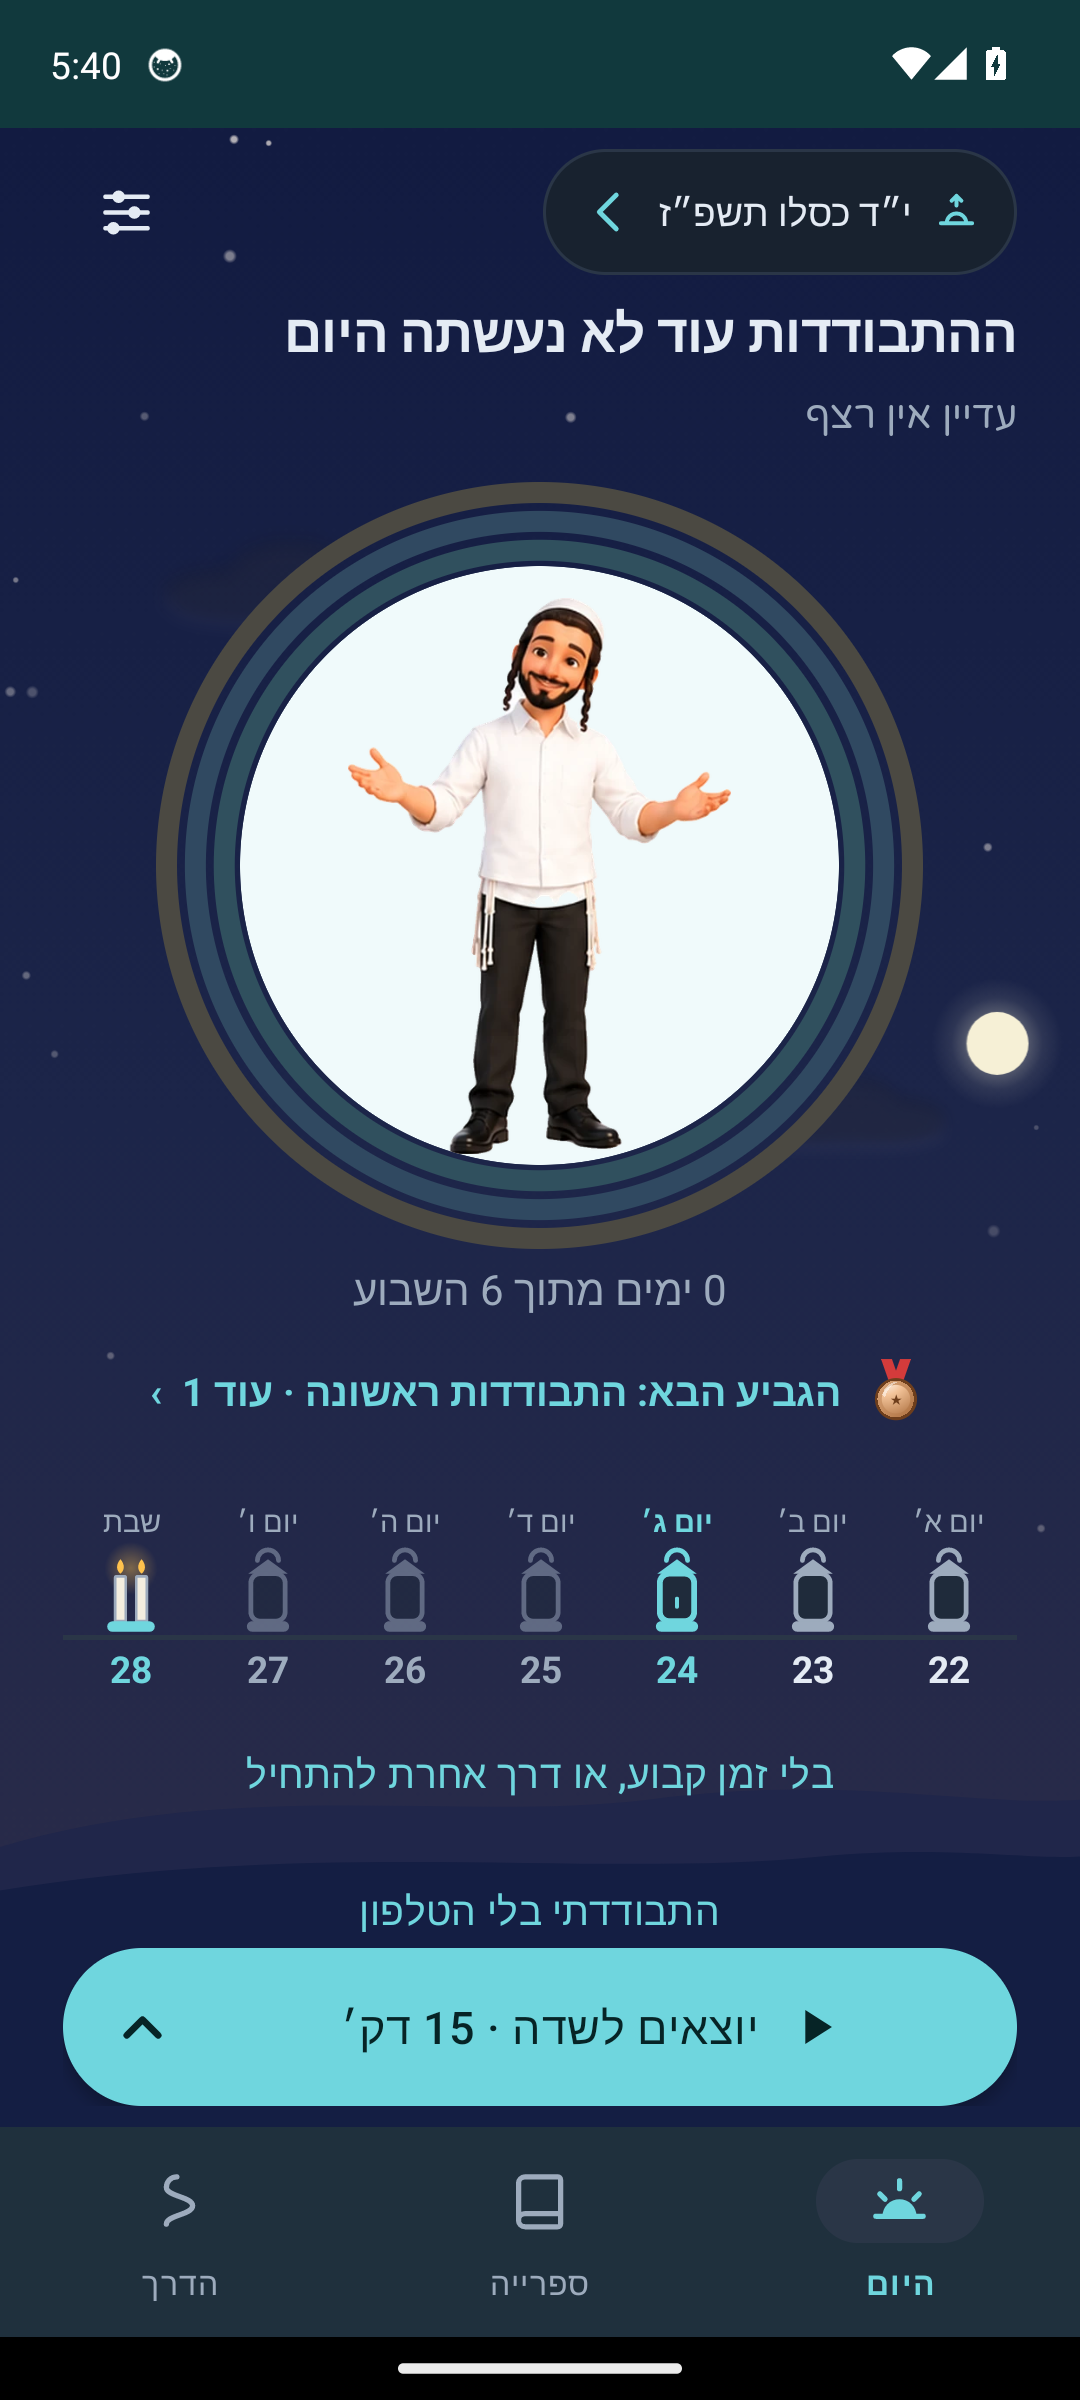 5:40
י״ד כסלו תשפ״ז
ההתבודדות עוד לא נעשתה היום
עדיין אין רצף
0 ימים מתוך 6 השבוע
הגביע הבא: התבודדות ראשונה · עוד 1 ›
יום א׳ יום ב׳ יום ג׳ יום ד׳ יום ה׳ יום ו׳ שבת
22 23 24 25 26 27 28
בלי זמן קבוע, או דרך אחרת להתחיל
התבודדתי בלי הטלפון
יוצאים לשדה · 15 דק׳
היום ספרייה הדרך